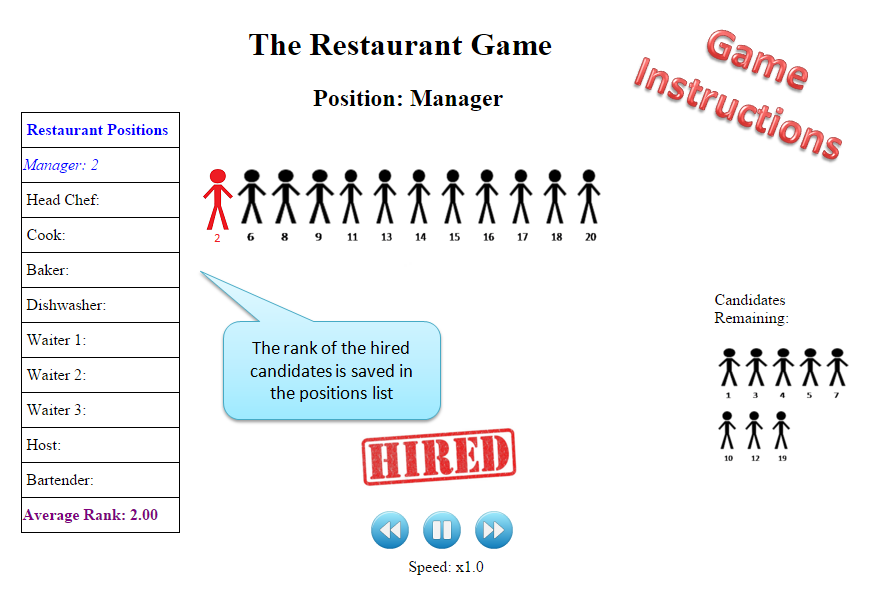 The Restaurant Game
Game
Instructions
Position: Manager
Restaurant Positions
Manager: 2
Head Chef:
Cook:
Baker:
Dishwasher:
Waiter 1:
Waiter 2:
Waiter 3:
Host:
Bartender:
Average Rank: 2.00
2 6 8 9 11 13 14 15 16 17 18 20
The rank of the hired
candidates is saved in
the positions list
Candidates
Remaining:
1 3 4 5 7
10 12 19
HIRED
Speed: x1.0